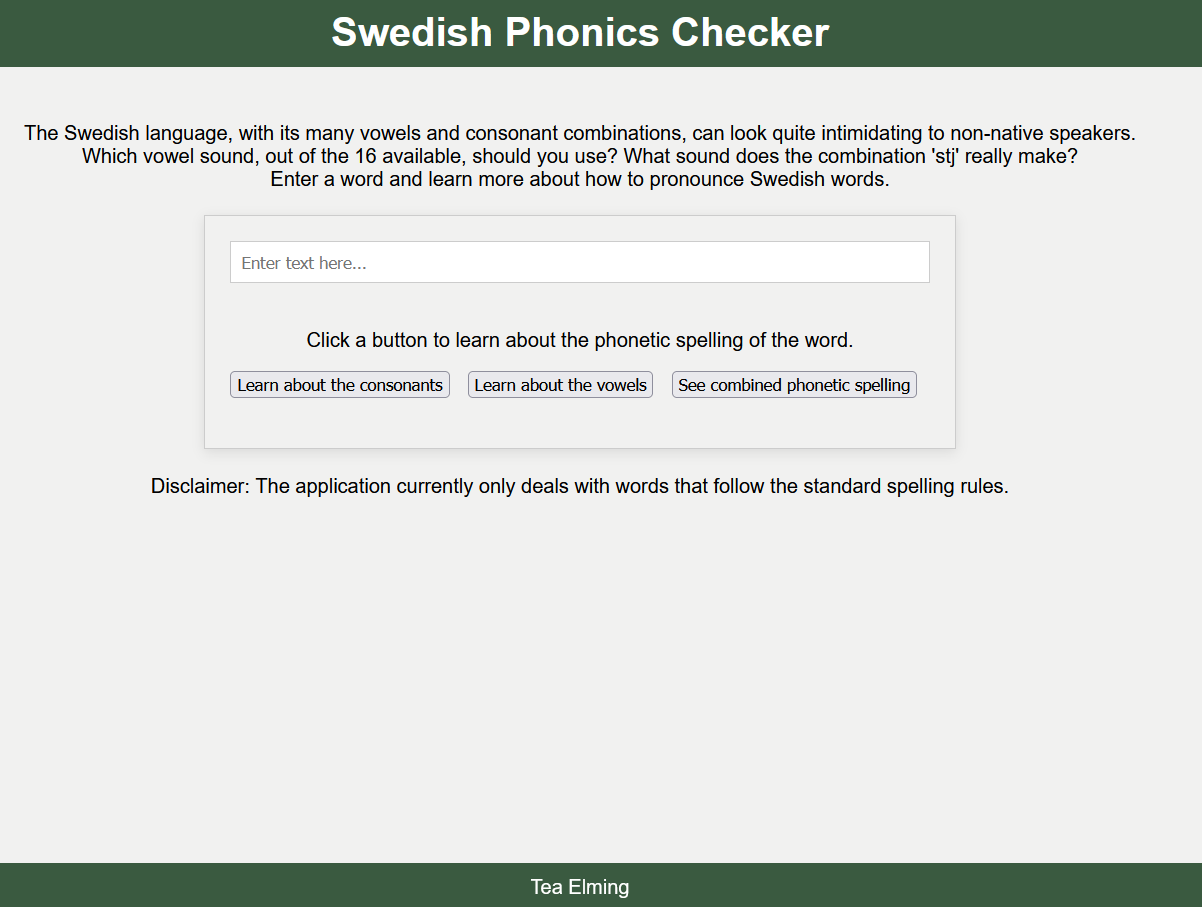 Swedish Phonics Checker
The Swedish language, with its many vowels and consonant combinations, can look quite intimidating to non-native speakers.
Which vowel sound, out of the 16 available, should you use? What sound does the combination 'stj' really make?
Enter a word and learn more about how to pronounce Swedish words.
Enter text here...
Click a button to learn about the phonetic spelling of the word.
Learn about the consonants Learn about the vowels See combined phonetic spelling
Disclaimer: The application currently only deals with words that follow the standard spelling rules.
Tea Elming